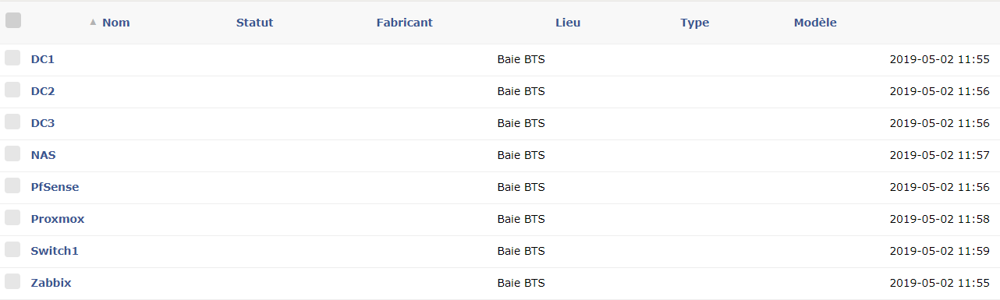 ▲ Nom Statut Fabricant Lieu Type Modèle
DC1 Baie BTS 2019-05-02 11:55
DC2 Baie BTS 2019-05-02 11:56
DC3 Baie BTS 2019-05-02 11:56
NAS Baie BTS 2019-05-02 11:57
PfSense Baie BTS 2019-05-02 11:56
Proxmox Baie BTS 2019-05-02 11:58
Switch1 Baie BTS 2019-05-02 11:59
Zabbix Baie BTS 2019-05-02 11:55